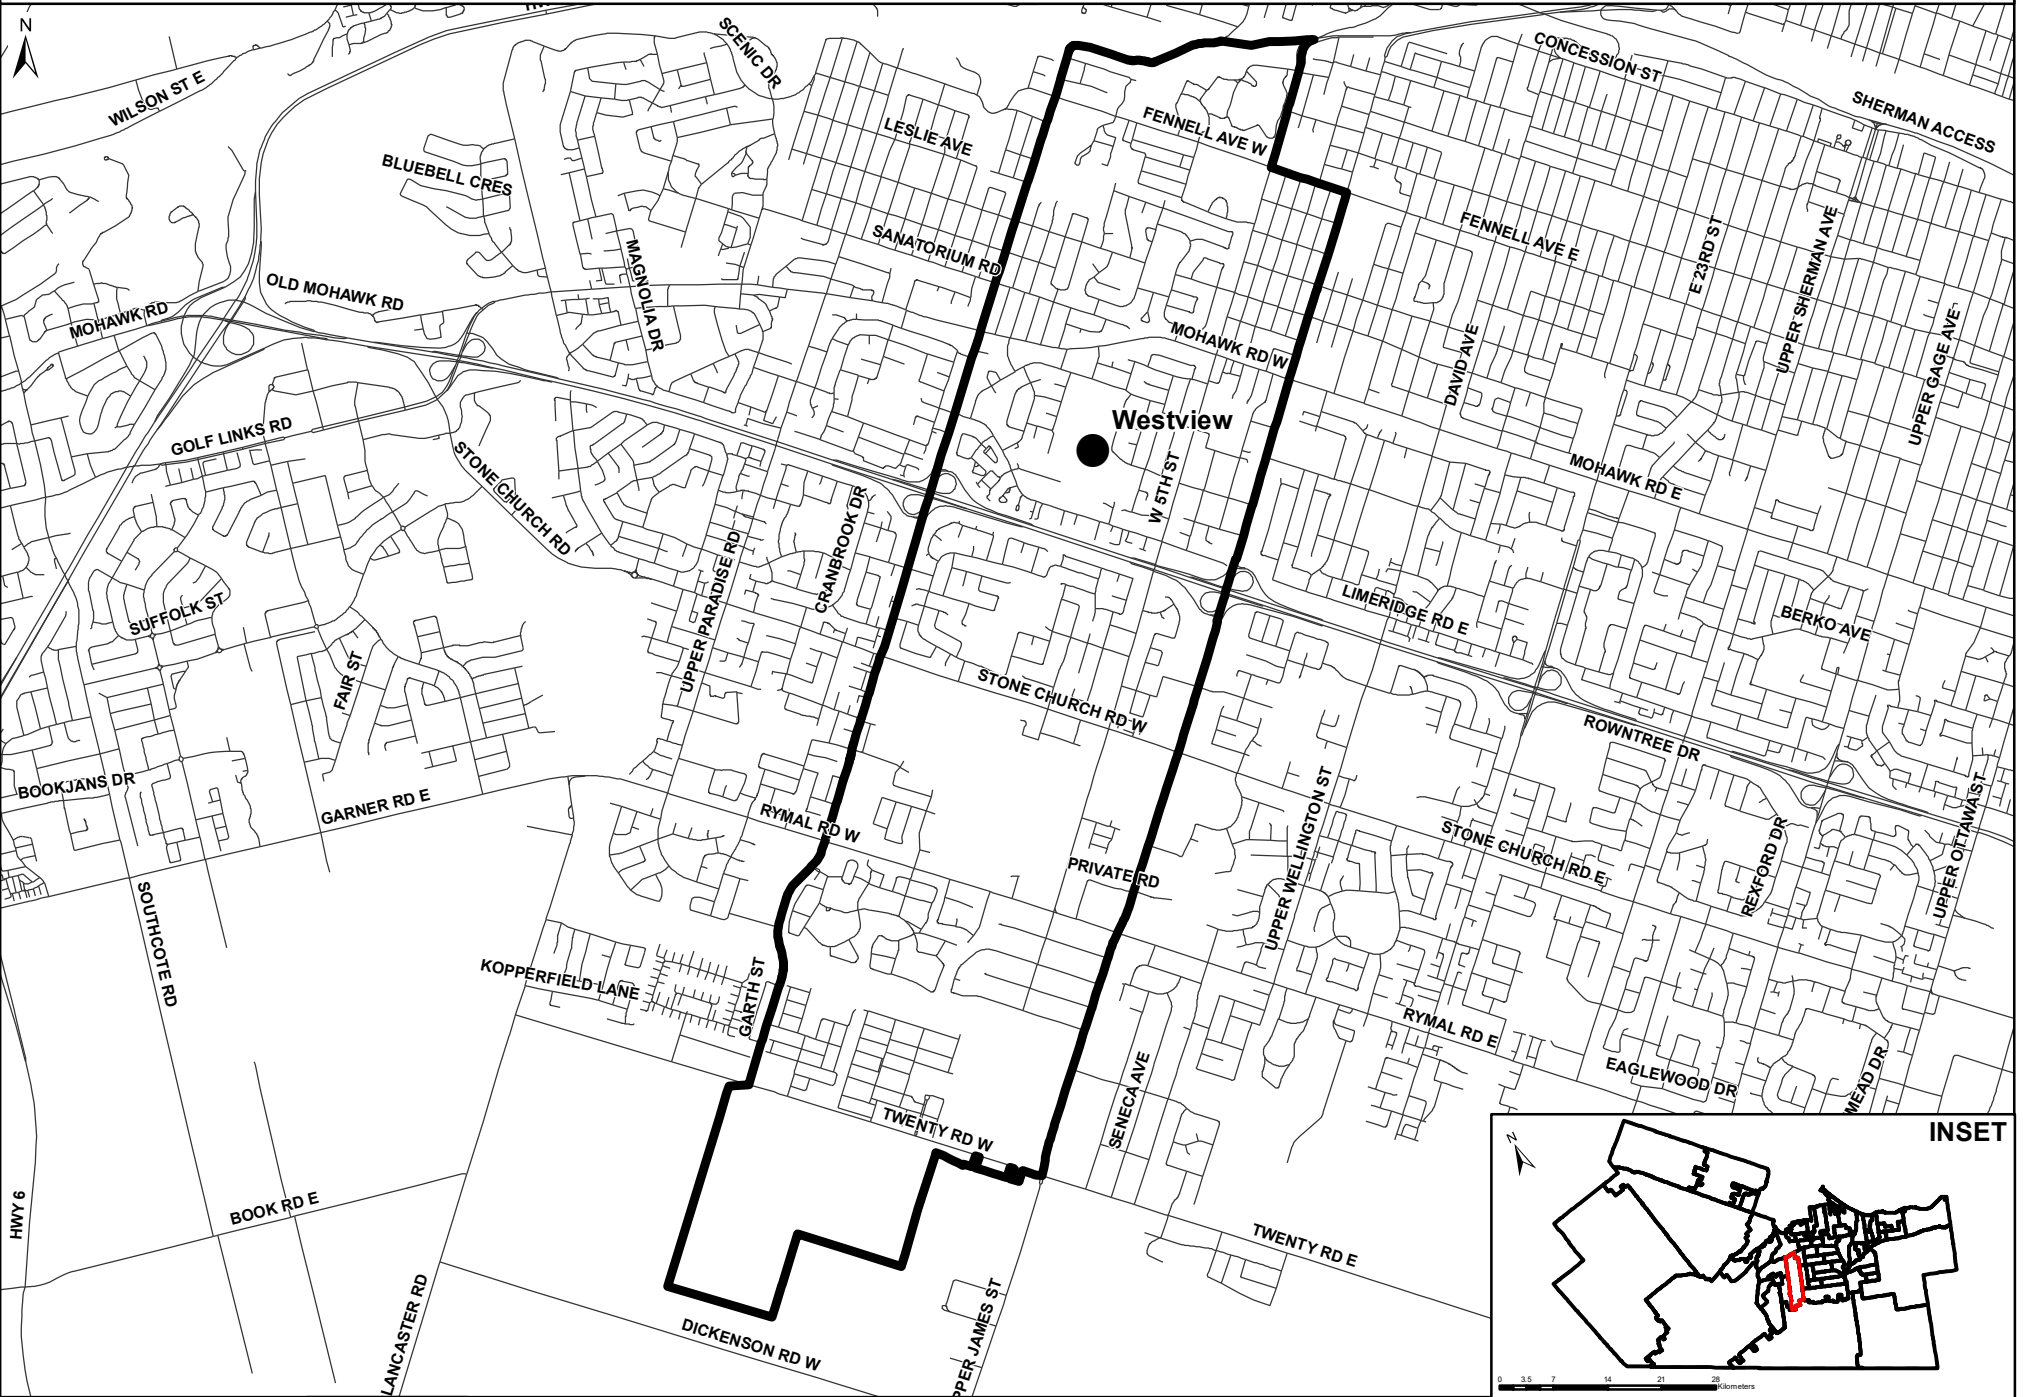 N
SCENIC DR
CONCESSION ST
WILSON ST E
SHERMAN ACCESS
LESLIE AVE
FENNELL AVE W
BLUEBELL CRES
SANATORIUM RD
FENNELL AVE E
E 23RD ST
UPPER SHERMAN AVE
MAGNOLIA DR
OLD MOHAWK RD
MOHAWK RD
MOHAWK RD W
DAVID AVE
UPPER GAGE AVE
Westview
GOLF LINKS RD
STONE CHURCH RD
W 5TH ST
MOHAWK RD E
CRANBROOK DR
UPPER PARADISE RD
LIMERIDGE RD E
BERKO AVE
SUFFOLK ST
FAIR ST
STONE CHURCH RD W
ROWNTREE DR
BOOKJANS DR
GARNER RD E
RYMAL RD W
UPPER WELLINGTON ST
STONE CHURCH RD E
REXFORD DR
UPPER OTTAWA ST
PRIVATE RD
SOUTHCOTE RD
KOPPERFIELD LANE
GARTH ST
RYMAL RD E
SENECA AVE
EAGLEWOOD DR
MEAD DR
TWENTY RD W
INSET
N
HWY 6
BOOK RD E
TWENTY RD E
LANCASTER RD
DICKENSON RD W
PPER JAMES ST
0 3.5 7 14 21 28
Kilometers